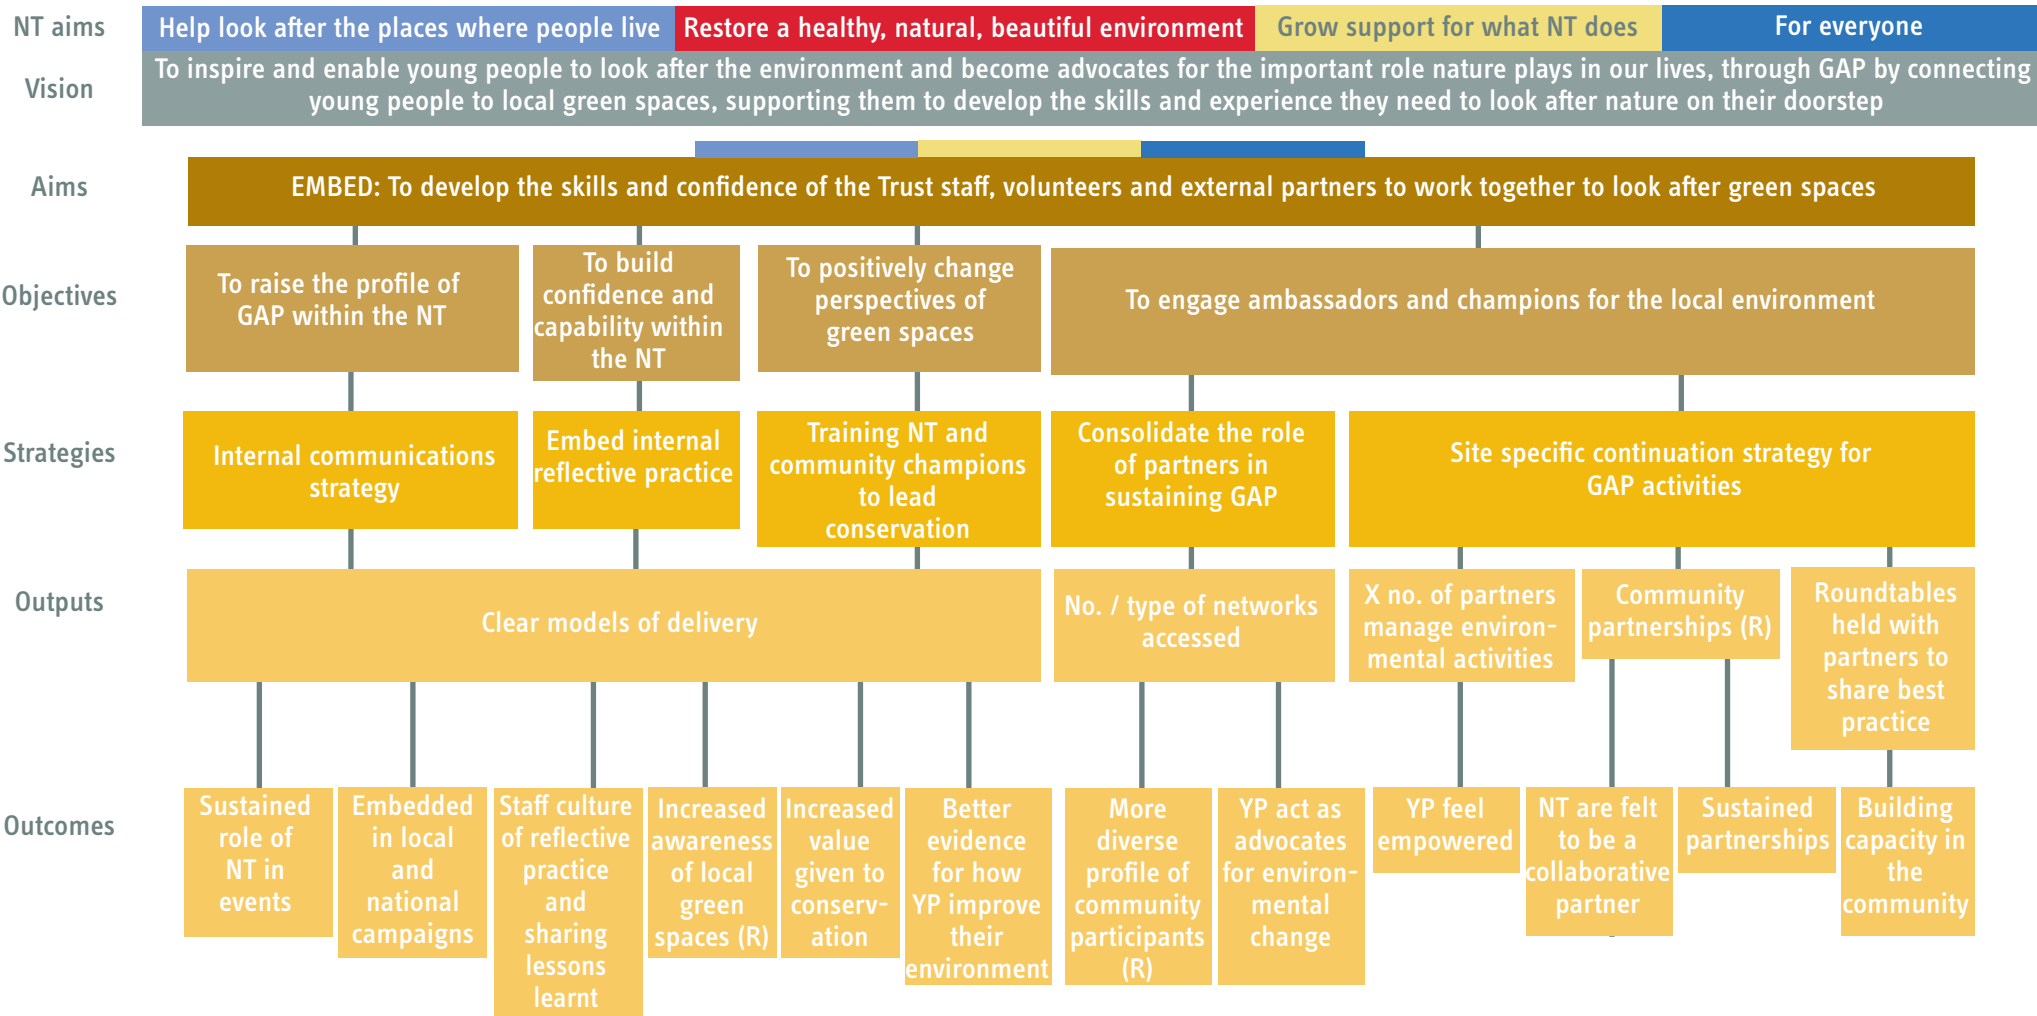 NT aims
Help look after the places where people live
Restore a healthy, natural, beautiful environment
Grow support for what NT does
For everyone
Vision
To inspire and enable young people to look after the environment and become advocates for the important role nature plays in our lives, through GAP by connecting
young people to local green spaces, supporting them to develop the skills and experience they need to look after nature on their doorstep
Aims
EMBED: To develop the skills and confidence of the Trust staff, volunteers and external partners to work together to look after green spaces
Objectives
To raise the profile of
GAP within the NT
To build
confidence and
capability within
the NT
To positively change
perspectives of
green spaces
To engage ambassadors and champions for the local environment
Strategies
Internal communications
strategy
Embed internal
reflective practice
Training NT and
community champions
to lead
conservation
Consolidate the role
of partners in
sustaining GAP
Site specific continuation strategy for
GAP activities
Outputs
Clear models of delivery
No. / type of networks
accessed
X no. of partners
manage environ-
mental activities
Community
partnerships (R)
Roundtables
held with
partners to
share best
practice
Outcomes
Sustained
role of
NT in
events
Embedded
in local
and
national
campaigns
Staff culture
of reflective
practice
and
sharing
lessons
learnt
Increased
awareness
of local
green
spaces (R)
Increased
value
given to
conserv-
ation
Better
evidence
for how
YP improve
their
environment
More
diverse
profile of
community
participants
(R)
YP act as
advocates
for environ-
mental
change
YP feel
empowered
NT are felt
to be a
collaborative
partner
Sustained
partnerships
Building
capacity in
the
community